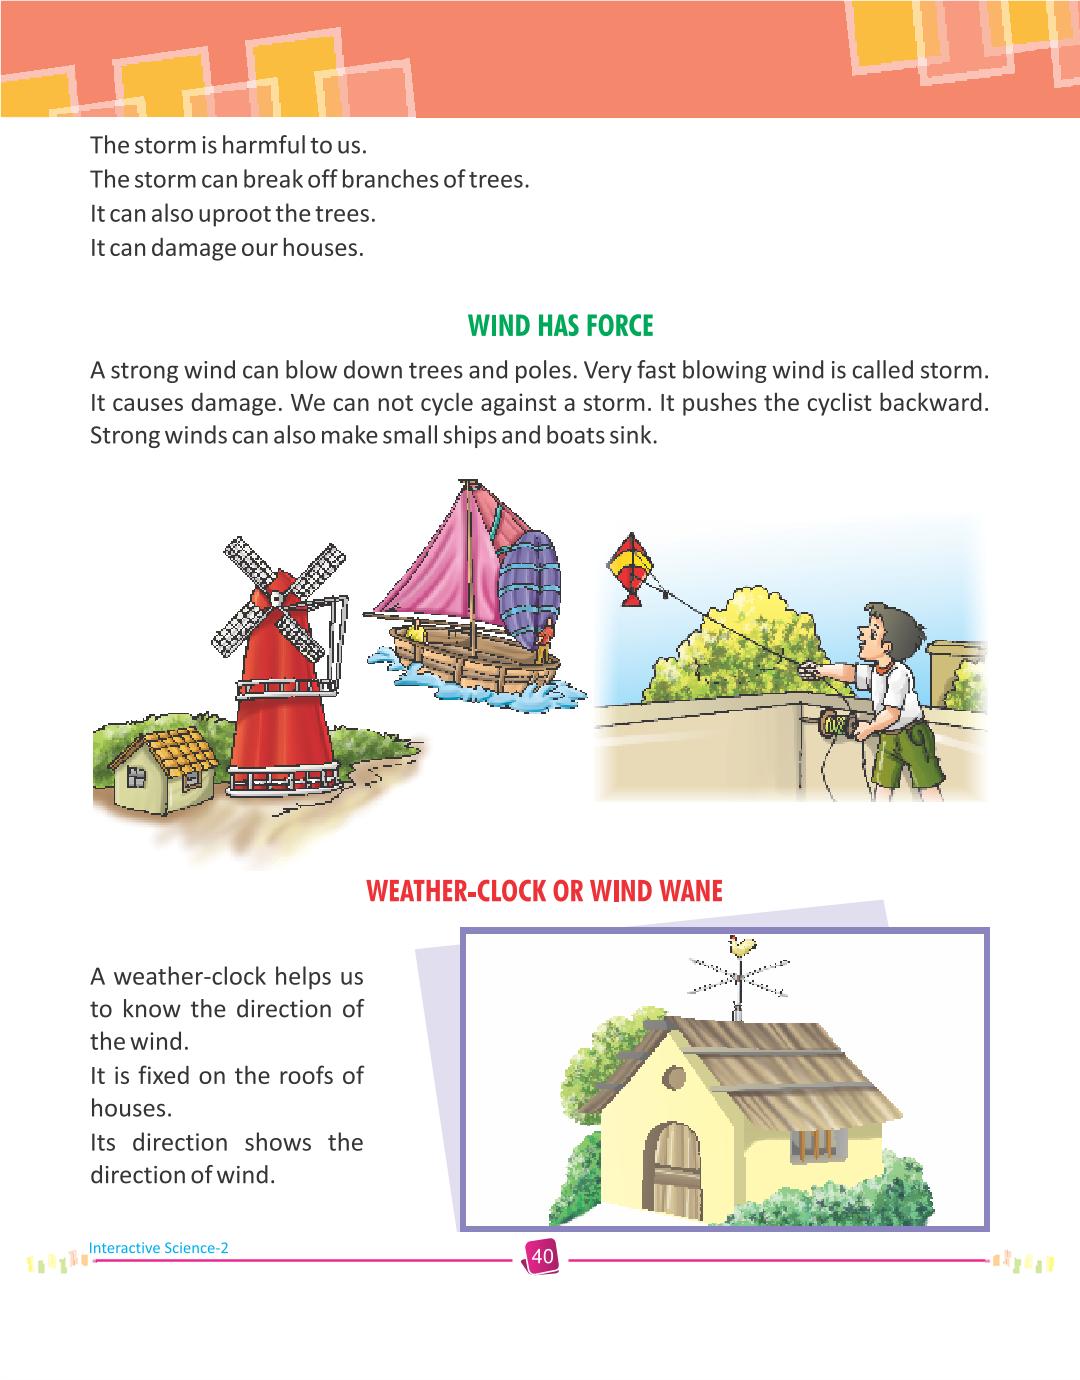 The storm is harmful to us.
The storm can break off branches of trees.
It can also uproot the trees.
It can damage our houses.
WIND HAS FORCE
A strong wind can blow down trees and poles. Very fast blowing wind is called storm.
It causes damage. We can not cycle against a storm. It pushes the cyclist backward.
Strong winds can also make small ships and boats sink.
WEATHER-CLOCK OR WIND WANE
A weather-clock helps us
to know the direction of
the wind.
It is fixed on the roofs of
houses.
Its direction shows the
direction of wind.
Interactive Science-2
40